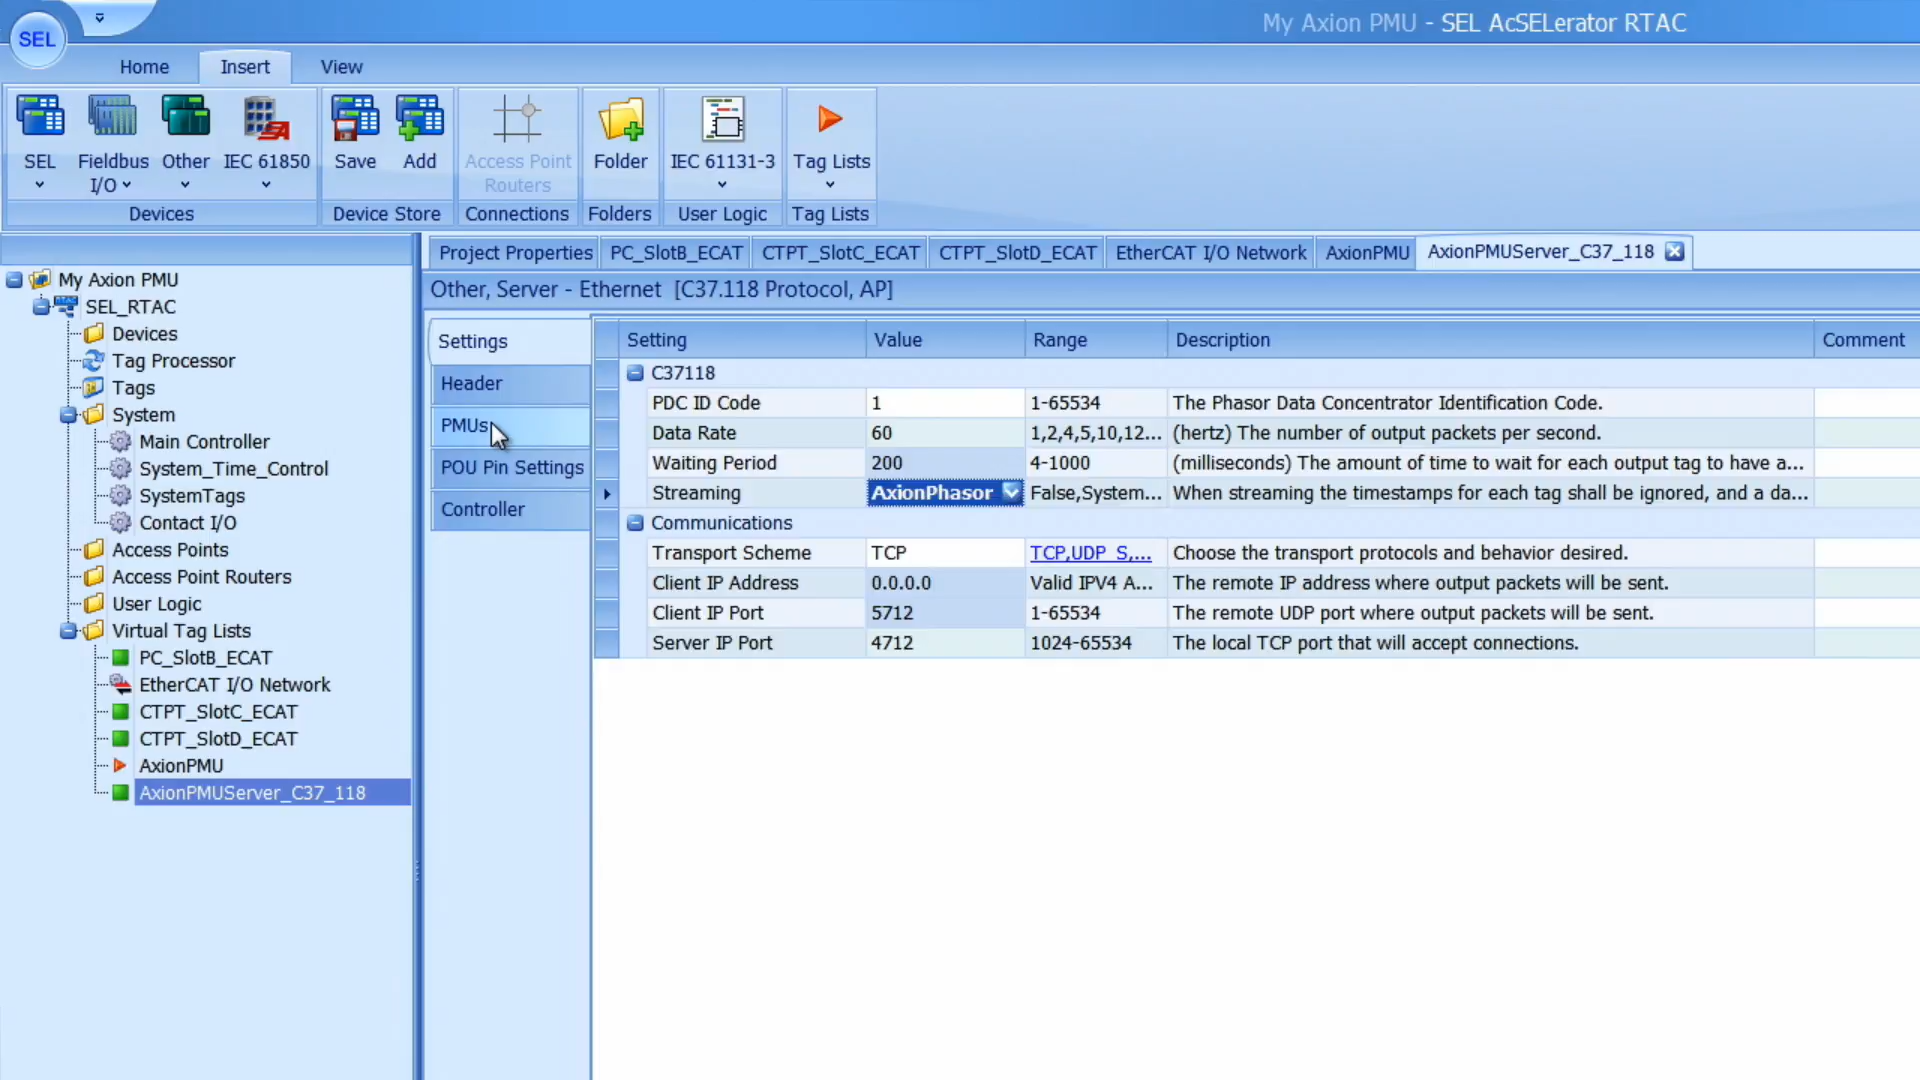 My Axion PMU - SEL AcSELerator RTAC
SEL
Home Insert View
SEL Fieldbus I/O Other IEC 61850 Save Add Access Point Routers Folder IEC 61131-3 Tag Lists
Devices Device Store Connections Folders User Logic Tag Lists
My Axion PMU
SEL_RTAC
Devices
Tag Processor
Tags
System
Main Controller
System_Time_Control
SystemTags
Contact I/O
Access Points
Access Point Routers
User Logic
Virtual Tag Lists
PC_SlotB_ECAT
EtherCAT I/O Network
CTPT_SlotC_ECAT
CTPT_SlotD_ECAT
AxionPMU
AxionPMUServer_C37_118
Project Properties PC_SlotB_ECAT CTPT_SlotC_ECAT CTPT_SlotD_ECAT EtherCAT I/O Network AxionPMU AxionPMUServer_C37_118
Other, Server - Ethernet [C37.118 Protocol, AP]
Settings
Header
PMUs
POU Pin Settings
Controller
Setting Value Range Description Comment
C37118
PDC ID Code 1 1-65534 The Phasor Data Concentrator Identification Code.
Data Rate 60 1,2,4,5,10,12... (hertz) The number of output packets per second.
Waiting Period 200 4-1000 (milliseconds) The amount of time to wait for each output tag to have a...
Streaming AxionPhasor False,System... When streaming the timestamps for each tag shall be ignored, and a da...
Communications
Transport Scheme TCP TCP,UDP_S,... Choose the transport protocols and behavior desired.
Client IP Address 0.0.0.0 Valid IPV4 A... The remote IP address where output packets will be sent.
Client IP Port 5712 1-65534 The remote UDP port where output packets will be sent.
Server IP Port 4712 1024-65534 The local TCP port that will accept connections.